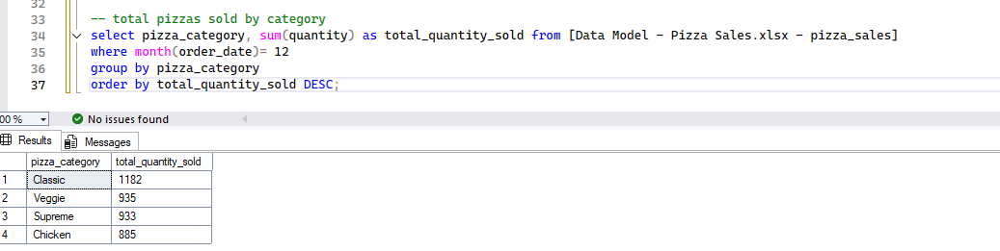 32
33 -- total pizzas sold by category
34 select pizza_category, sum(quantity) as total_quantity_sold from [Data Model - Pizza Sales.xlsx - pizza_sales]
35 where month(order_date)= 12
36 group by pizza_category
37 order by total_quantity_sold DESC;
00 % No issues found
Results Messages
pizza_category total_quantity_sold
1 Classic 1182
2 Veggie 935
3 Supreme 933
4 Chicken 885